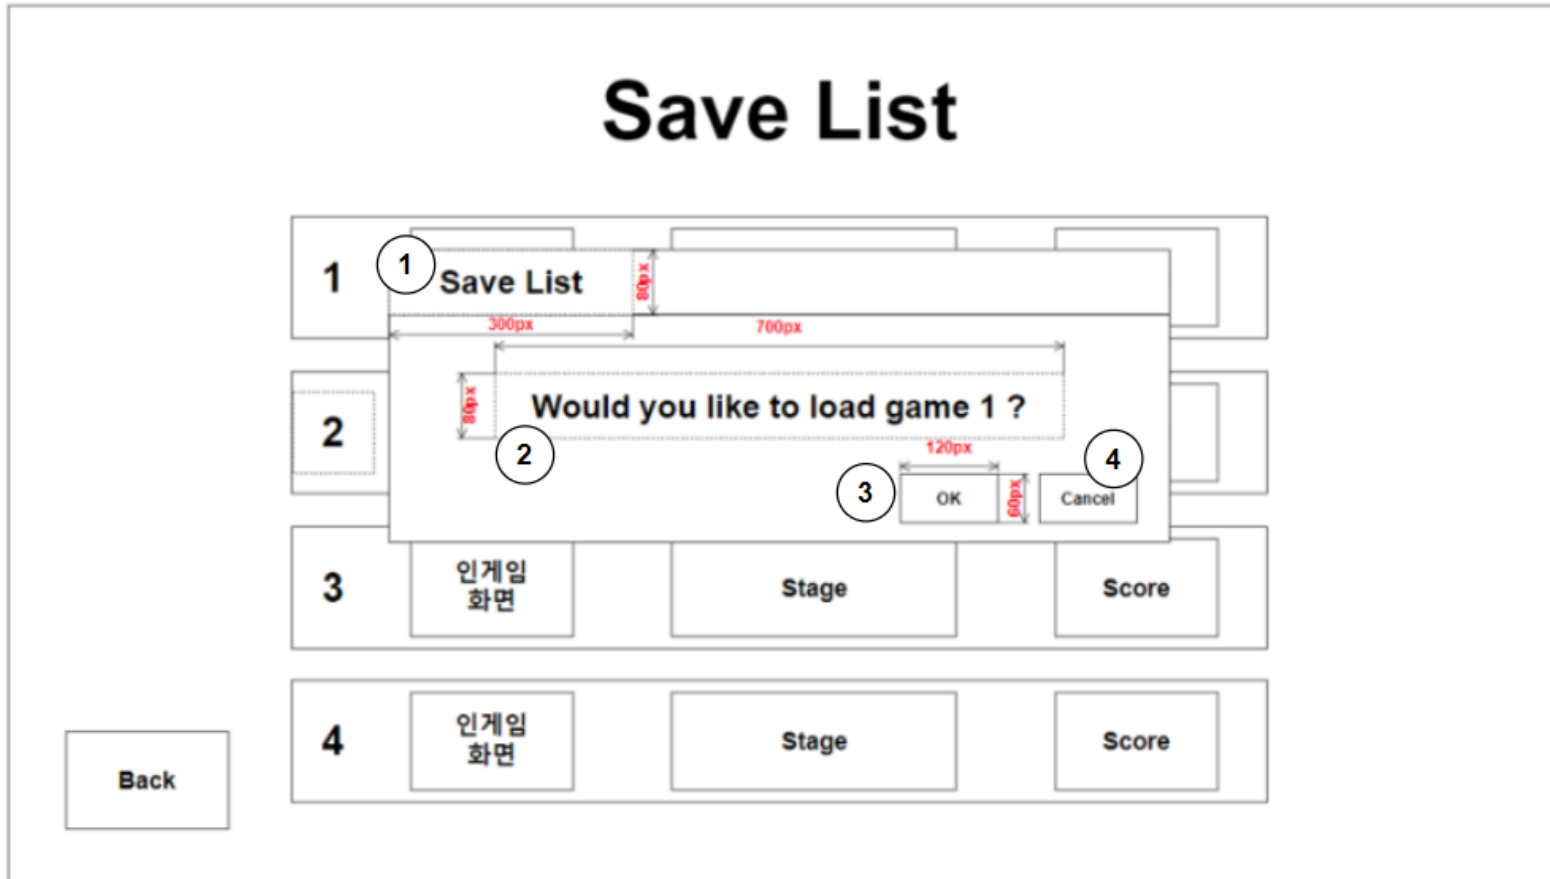 Save List
1
1
Save List
80px
300px
700px
80px
Would you like to load game 1 ?
2
2
120px
3
OK
60px
4
Cancel
3
인게임
화면
Stage
Score
4
인게임
화면
Stage
Score
Back